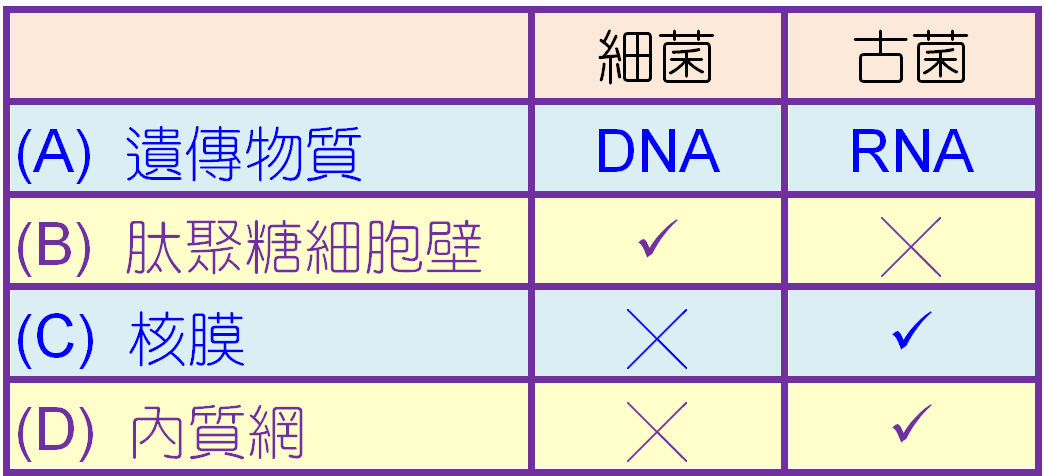 細菌 古菌
(A) 遺傳物質 DNA RNA
(B) 肽聚糖細胞壁 ✓ ╳
(C) 核膜 ╳ ✓
(D) 內質網 ╳ ✓